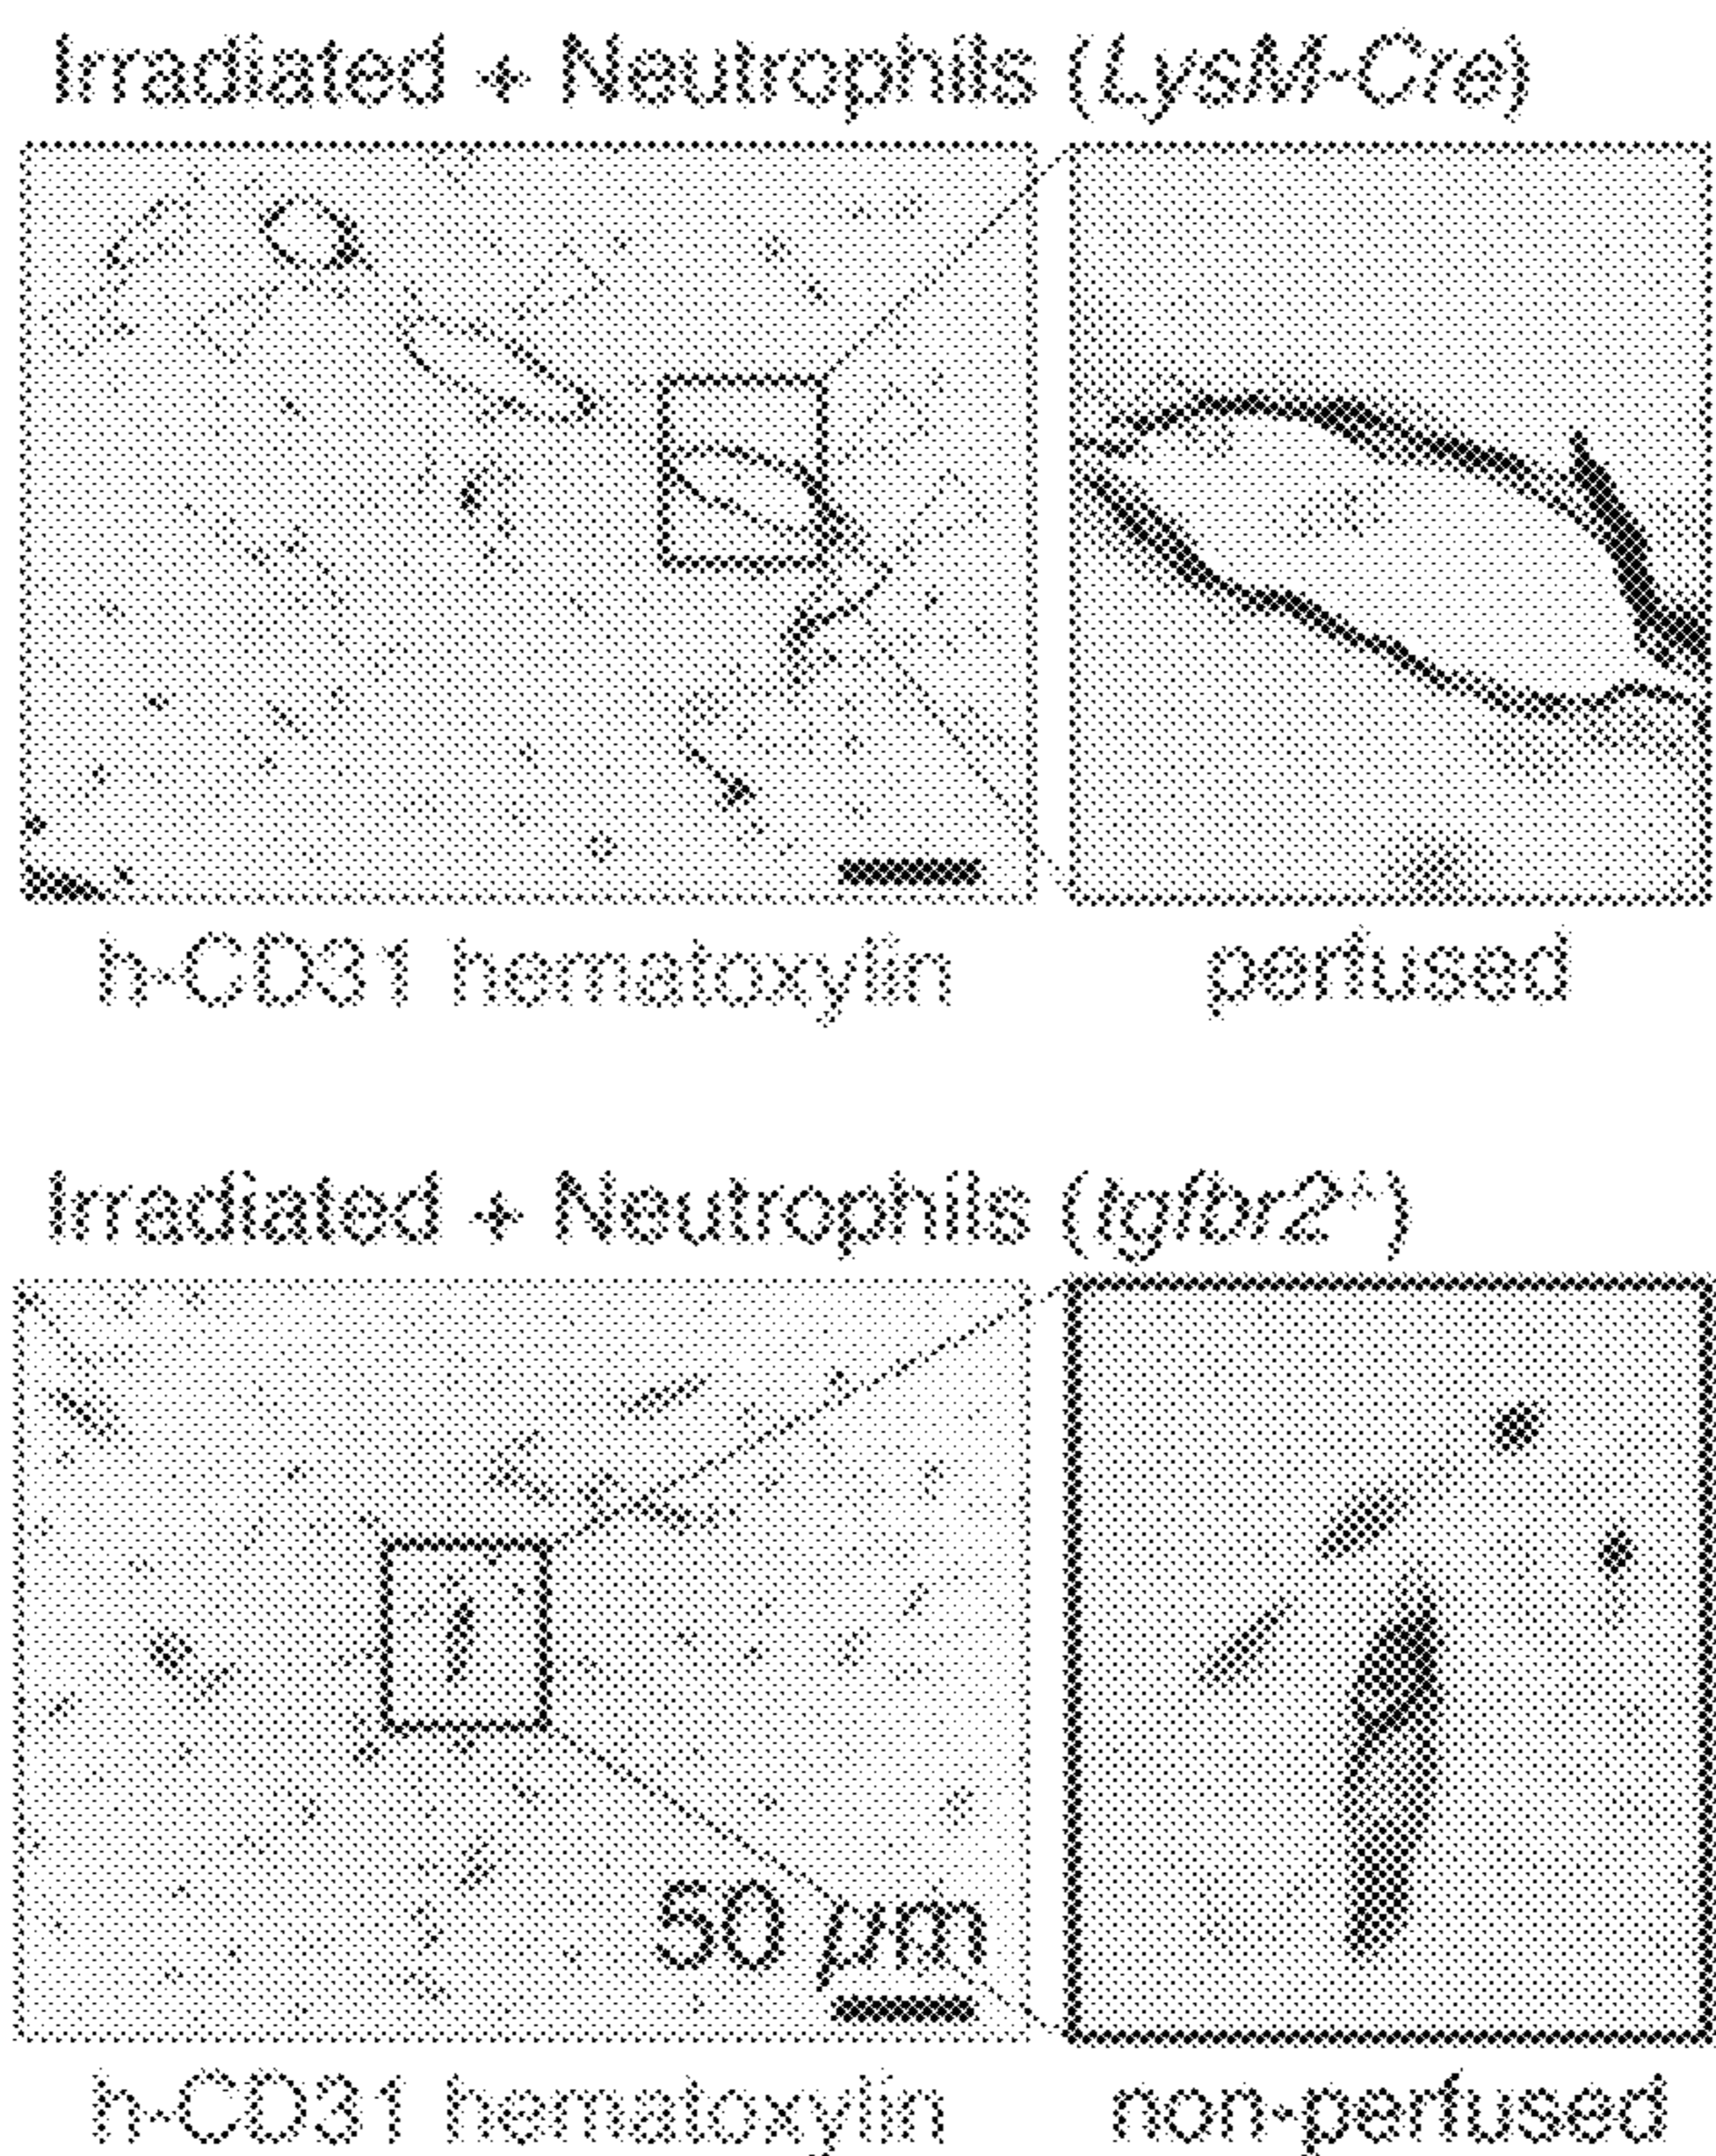 Irradiated + Neutrophils (LysM-Cre)
h-CD31 hematoxylin
perfused
Irradiated + Neutrophils (tgfbr2-/-)
50 µm
h-CD31 hematoxylin
non-perfused